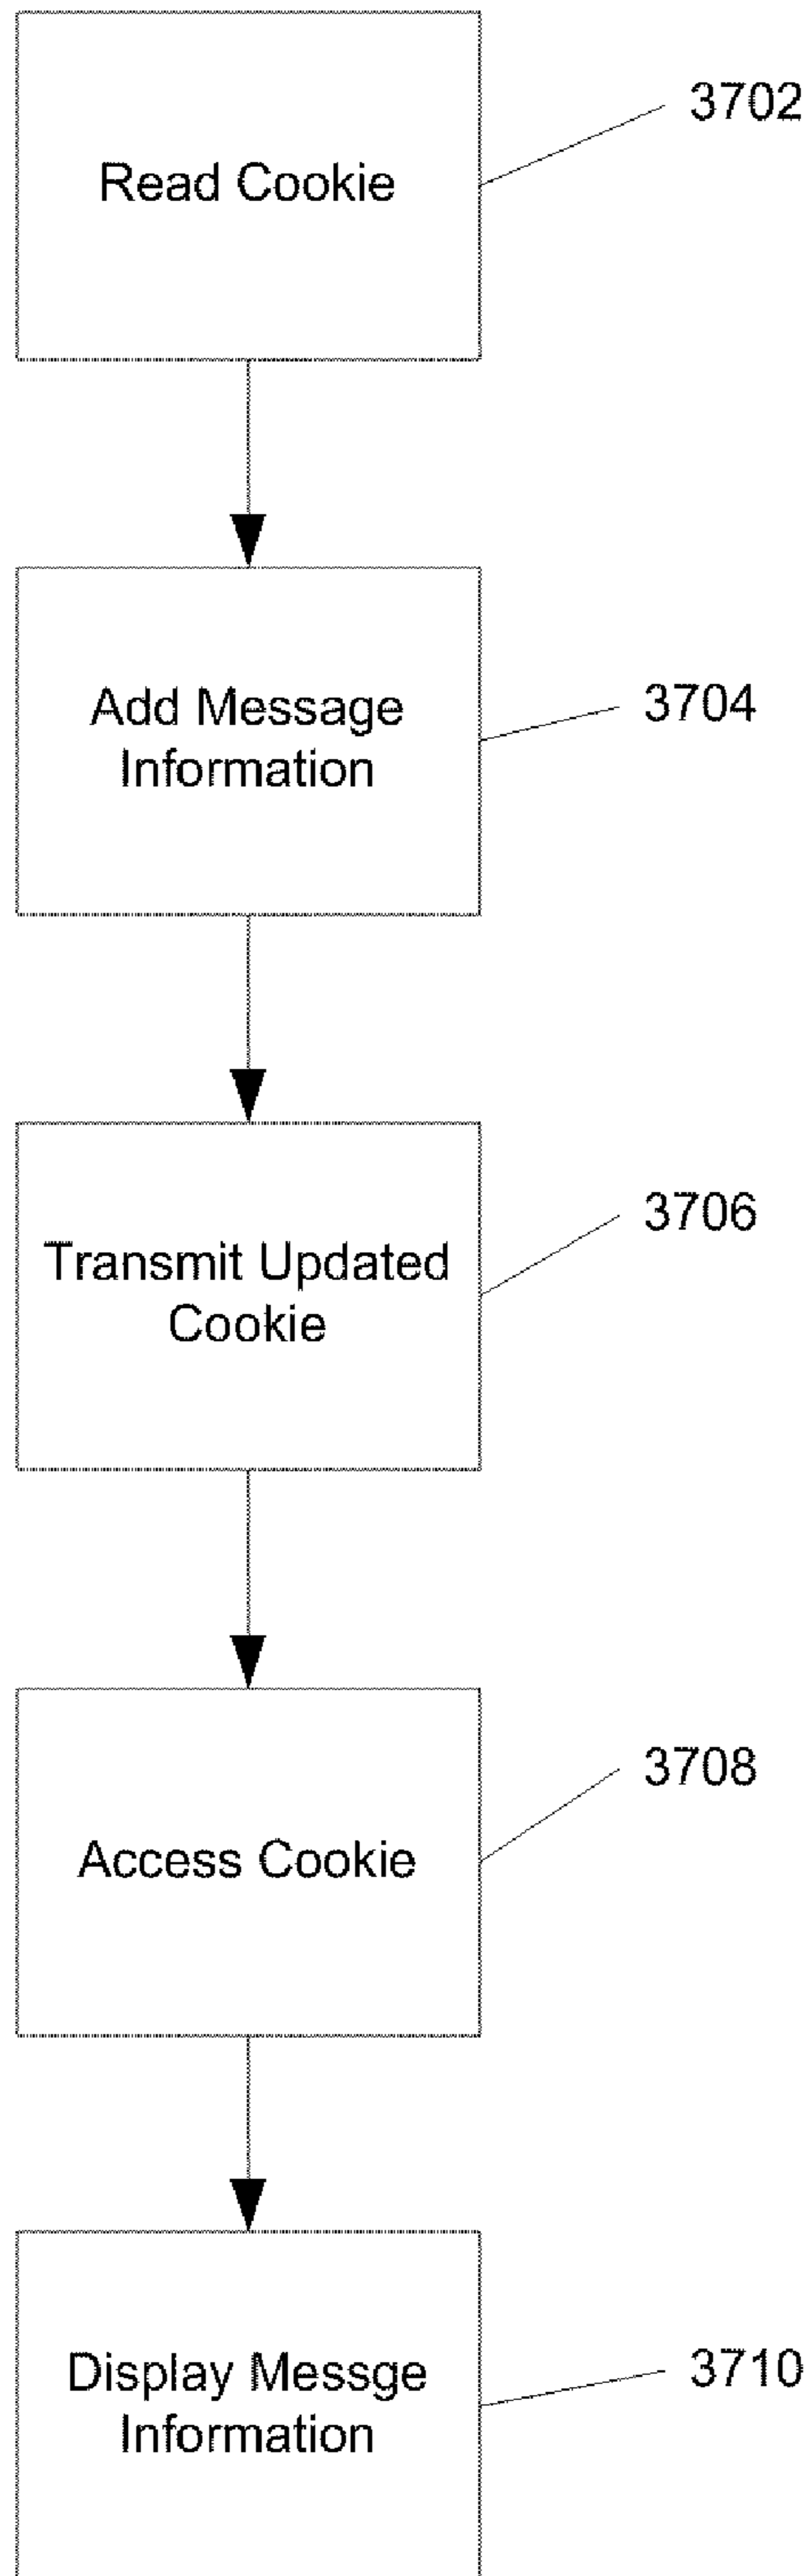 Read Cookie
3702
Add Message
Information
3704
Transmit Updated
Cookie
3706
Access Cookie
3708
Display Messge
Information
3710